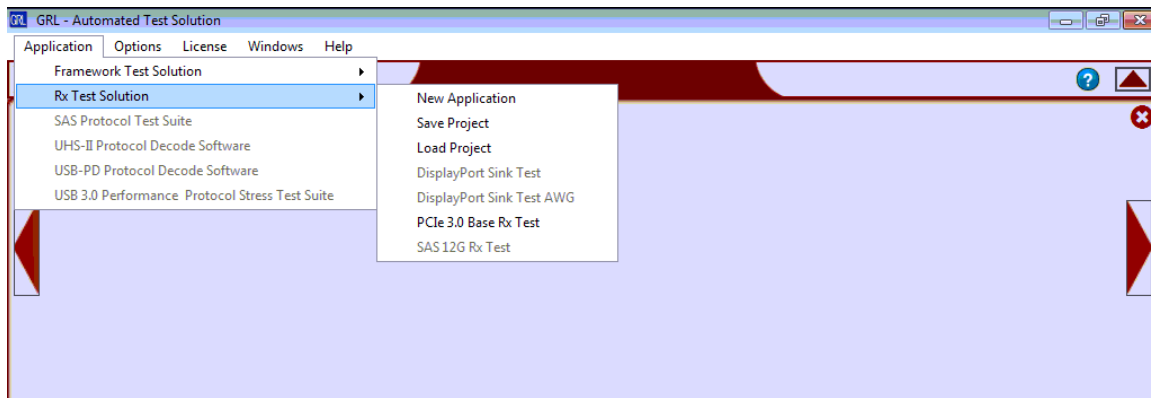 GRL GRL - Automated Test Solution
Application Options License Windows Help
Framework Test Solution
Rx Test Solution
SAS Protocol Test Suite
UHS-II Protocol Decode Software
USB-PD Protocol Decode Software
USB 3.0 Performance Protocol Stress Test Suite
New Application
Save Project
Load Project
DisplayPort Sink Test
DisplayPort Sink Test AWG
PCIe 3.0 Base Rx Test
SAS 12G Rx Test
?